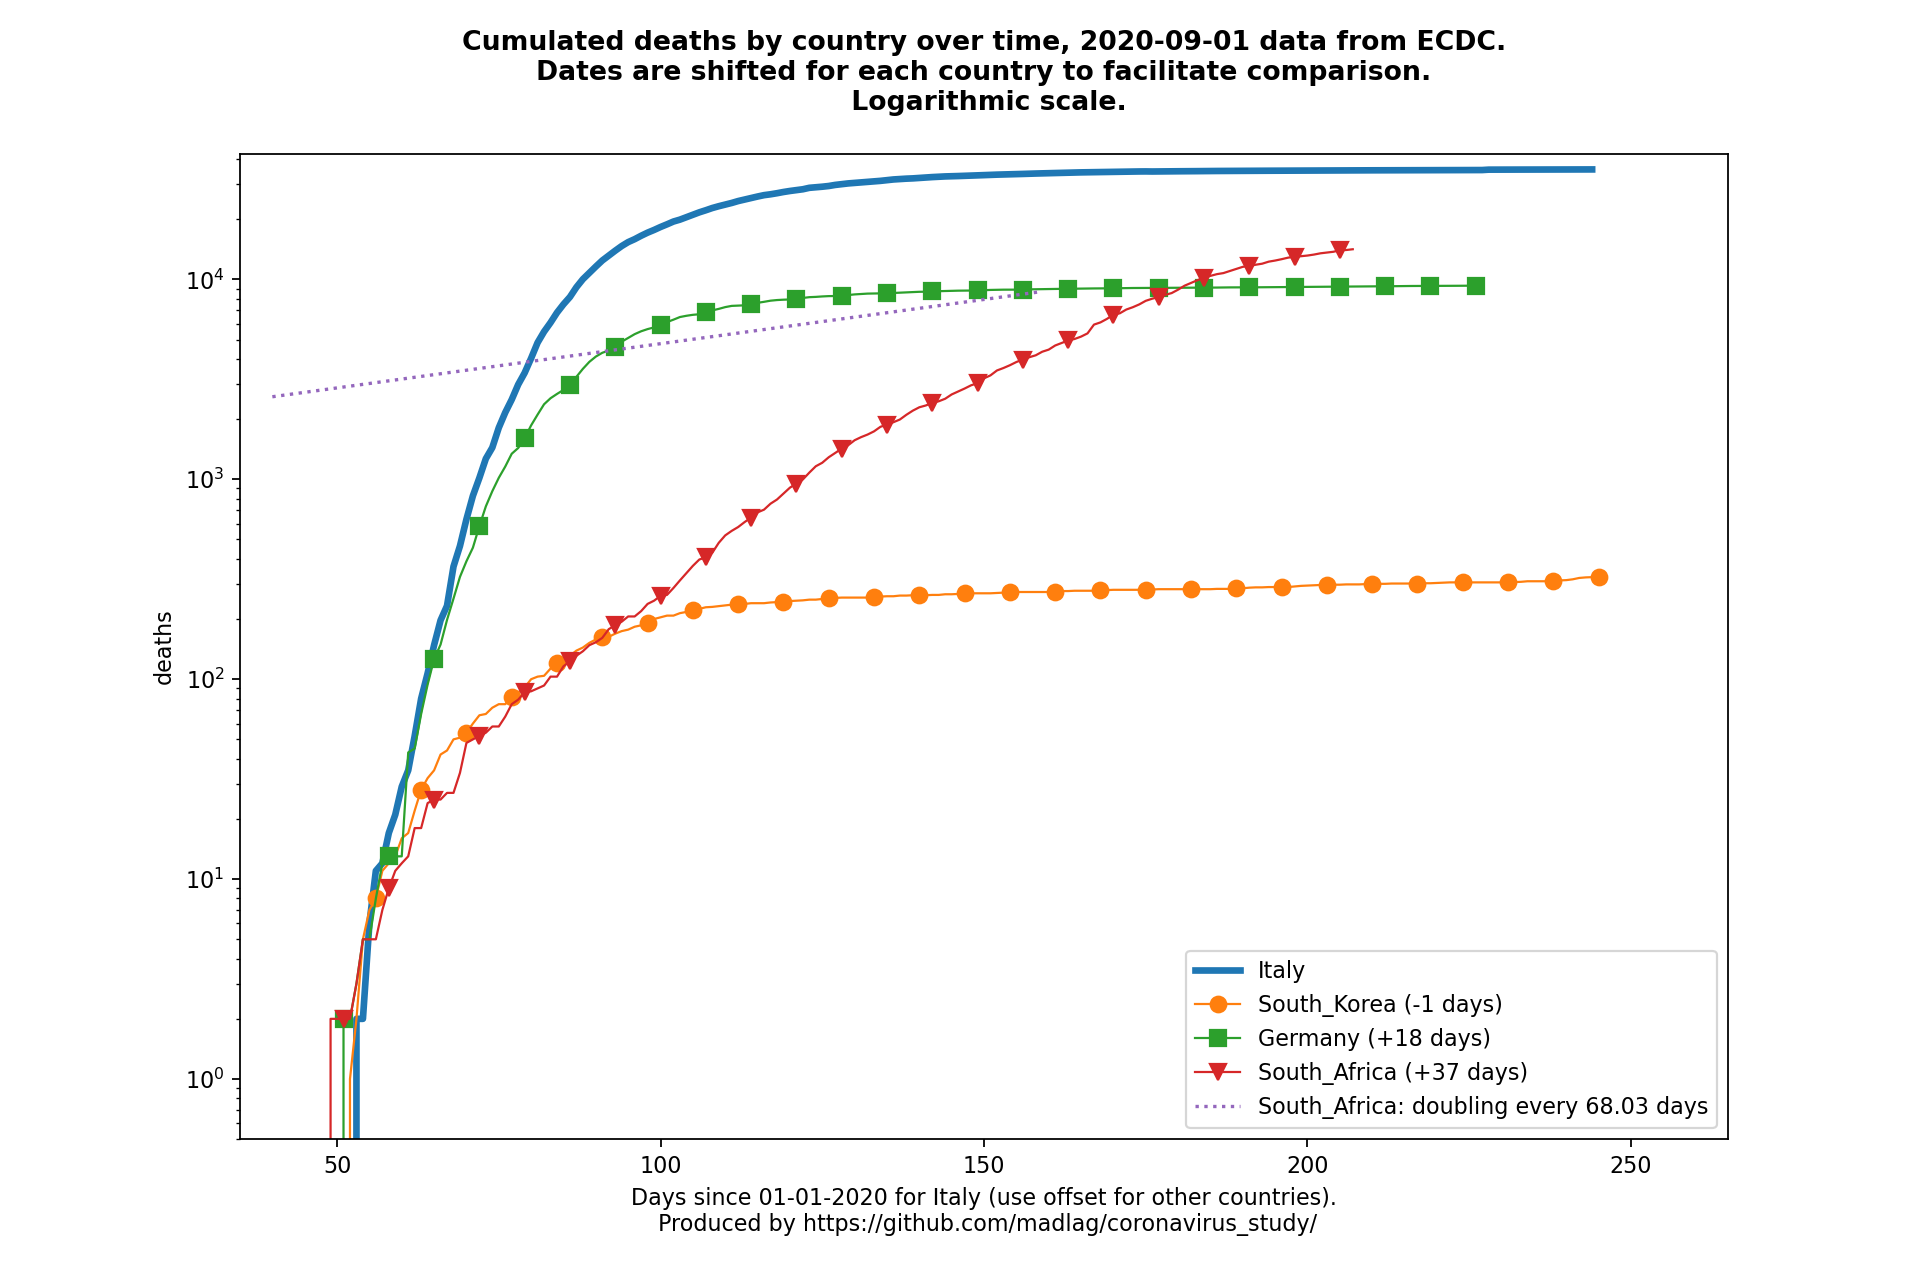 Cumulated deaths by country over time, 2020-09-01 data from ECDC.
Dates are shifted for each country to facilitate comparison.
Logarithmic scale.
deaths
10⁴
10³
10²
10¹
10⁰
50 100 150 200 250
Italy
South_Korea (-1 days)
Germany (+18 days)
South_Africa (+37 days)
South_Africa: doubling every 68.03 days
Days since 01-01-2020 for Italy (use offset for other countries).
Produced by https://github.com/madlag/coronavirus_study/